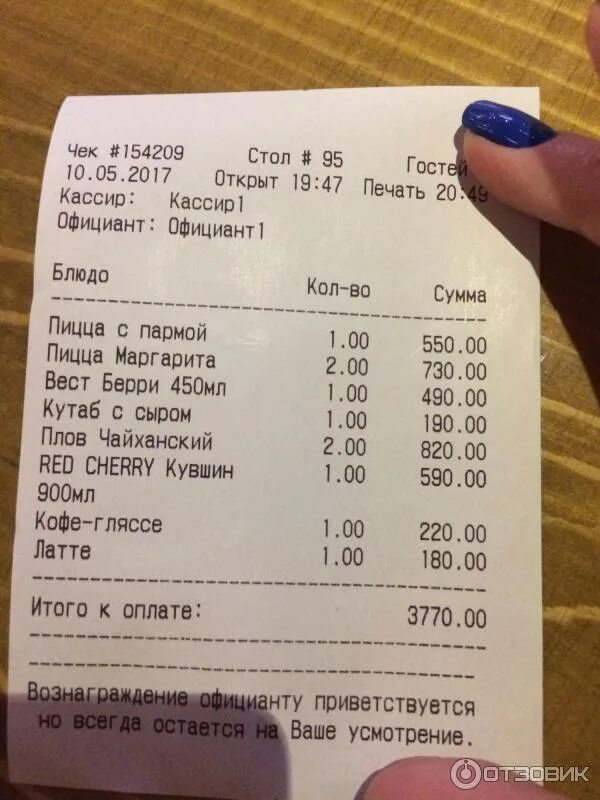 Чек #154209 Стол # 95 Гостей
10.05.2017 Открыт 19:47 Печать 20:49
Кассир: Кассир1
Официант: Официант1
Блюдо Кол-во Сумма
Пицца с пармой 1.00 550.00
Пицца Маргарита 2.00 730.00
Вест Берри 450мл 1.00 490.00
Кутаб с сыром 1.00 190.00
Плов Чайханский 2.00 820.00
RED CHERRY Кувшин 1.00 590.00
900мл
Кофе-гляссе 1.00 220.00
Латте 1.00 180.00
Итого к оплате: 3770.00
Вознаграждение официанту приветствуется
но всегда остается на Ваше усмотрение.
ОТЗОВИК